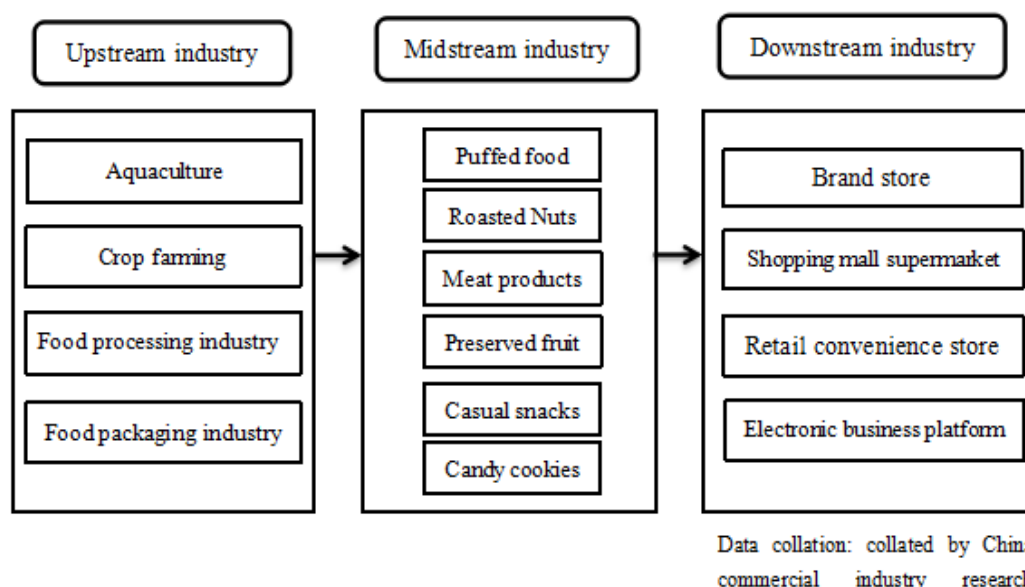 Upstream industry
Midstream industry
Downstream industry
Aquaculture
Crop farming
Food processing industry
Food packaging industry
Puffed food
Roasted Nuts
Meat products
Preserved fruit
Casual snacks
Candy cookies
Brand store
Shopping mall supermarket
Retail convenience store
Electronic business platform
Data collation: collated by China
commercial industry research